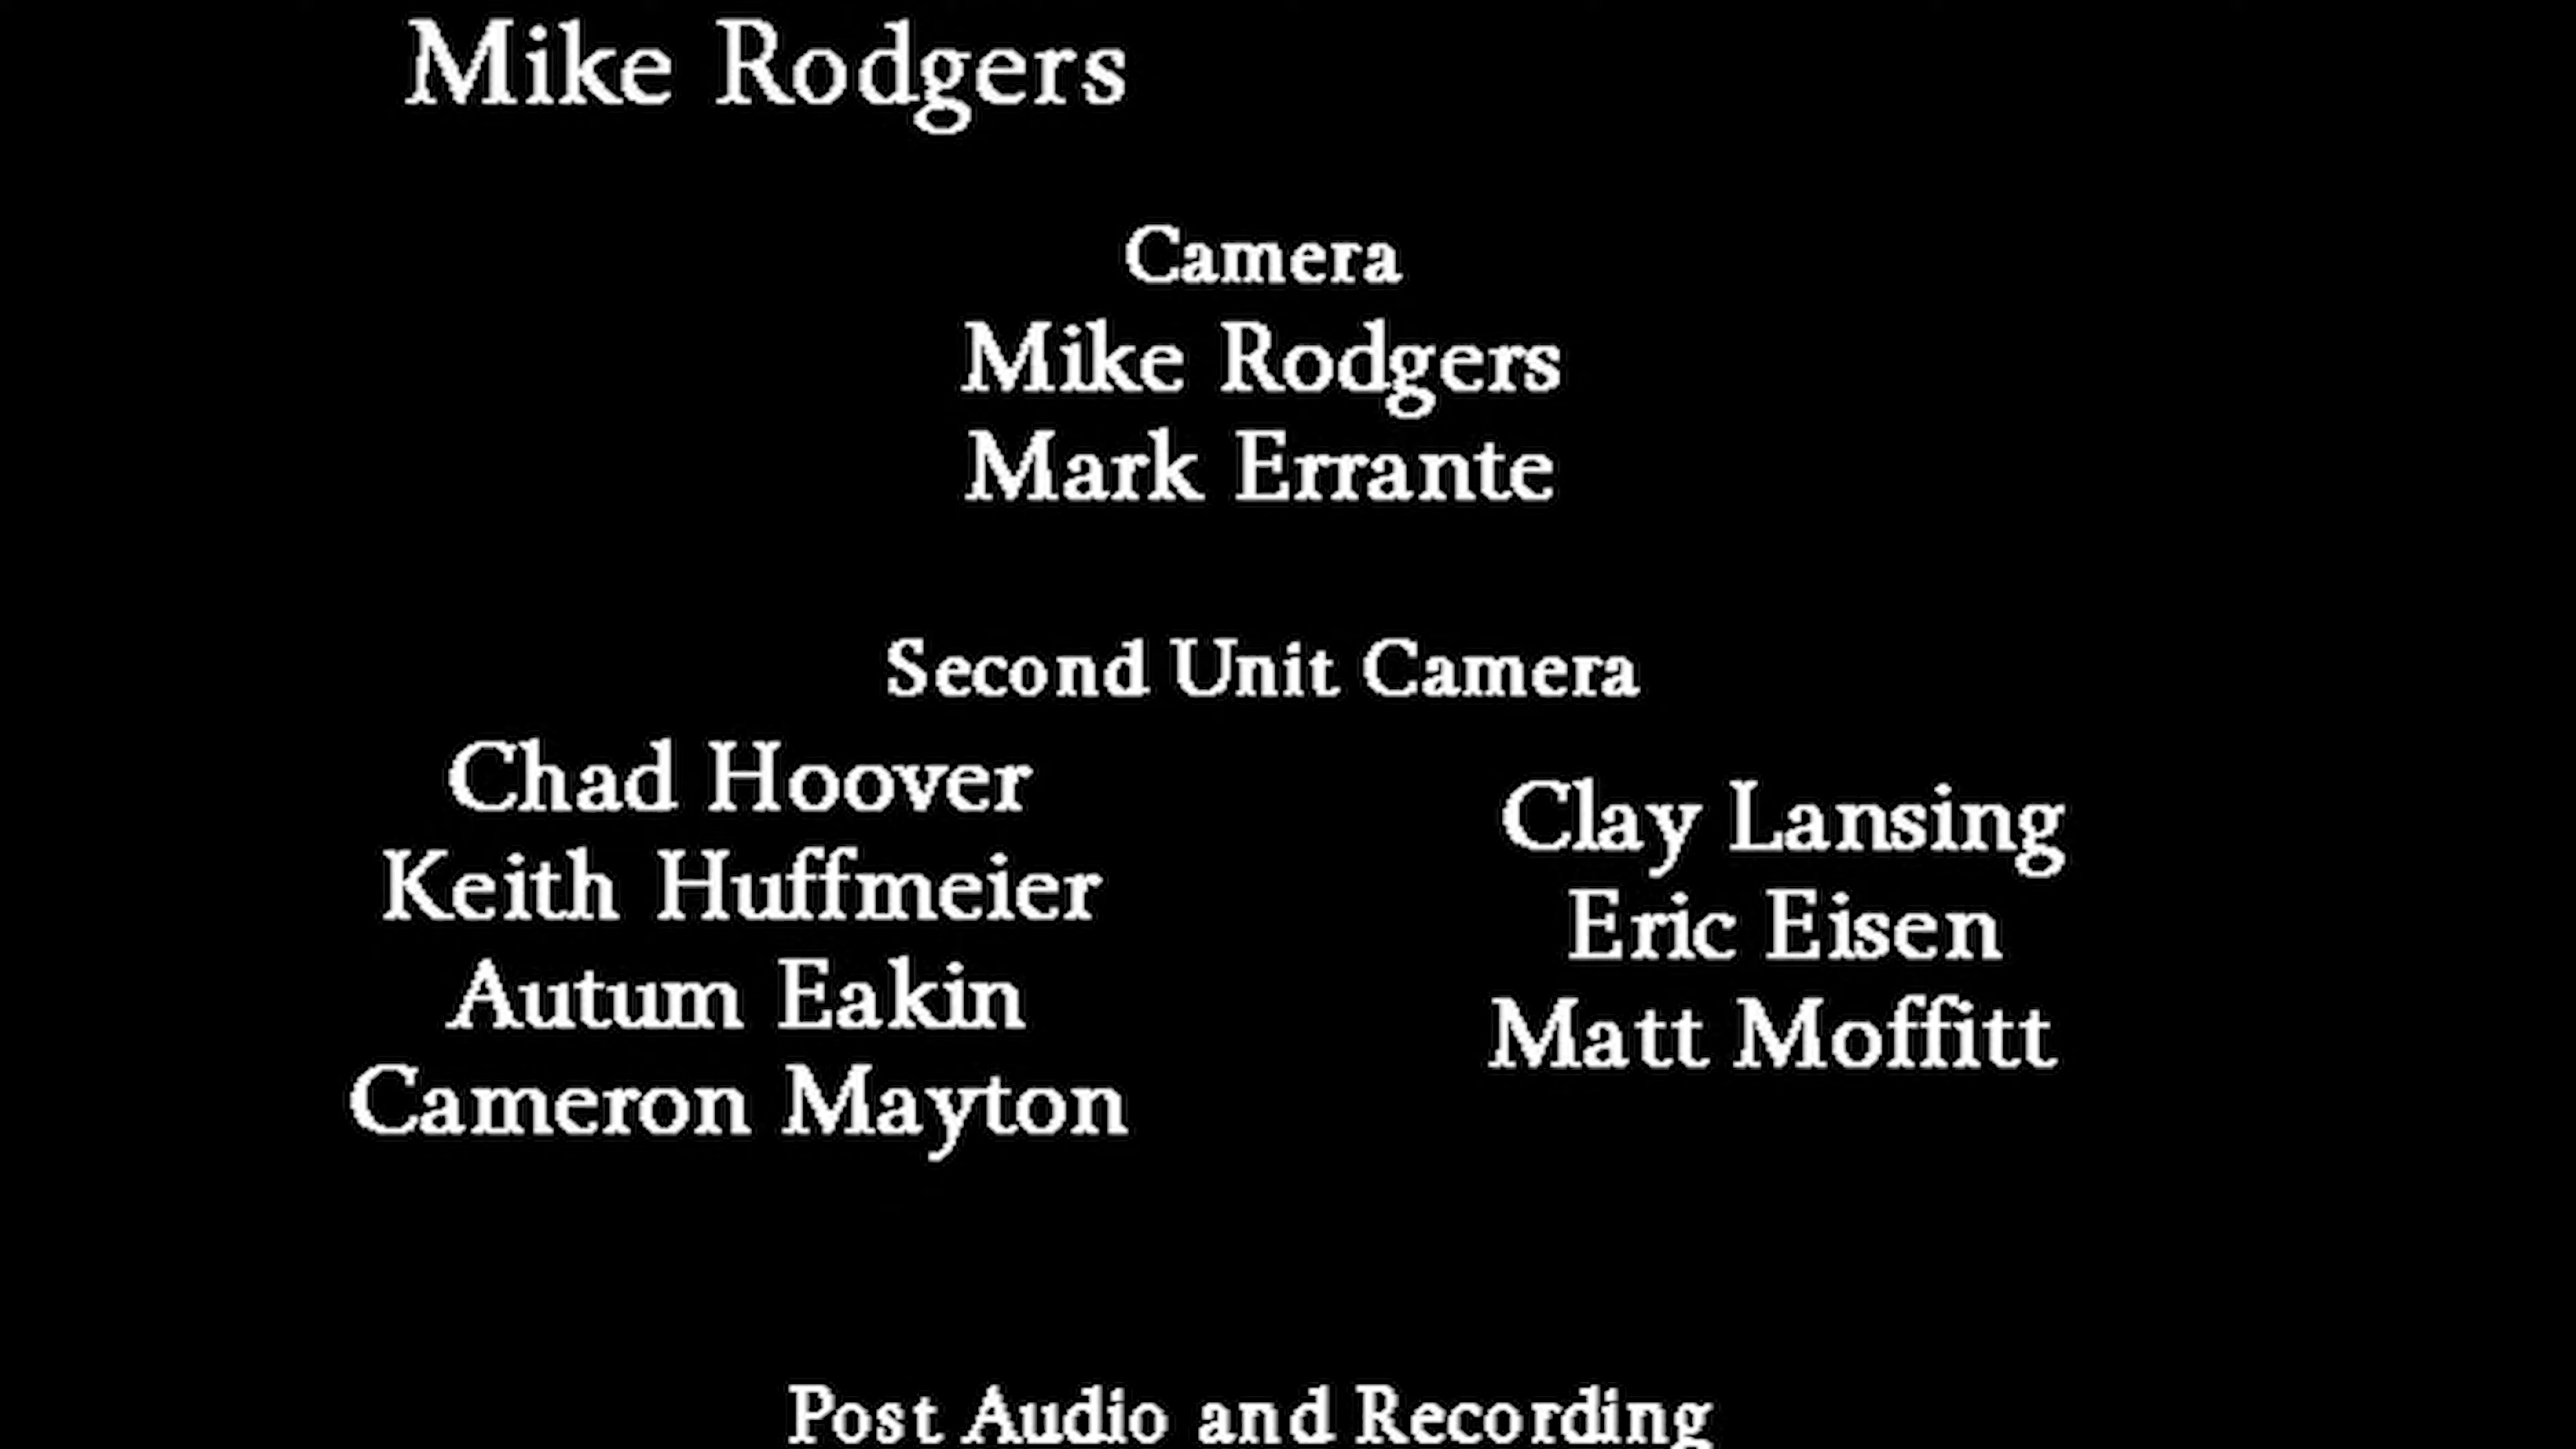 Mike Rodgers
Camera
Mike Rodgers
Mark Errante
Second Unit Camera
Chad Hoover
Keith Huffmeier
Autum Eakin
Cameron Mayton
Clay Lansing
Eric Eisen
Matt Moffitt
Post Audio and Recording